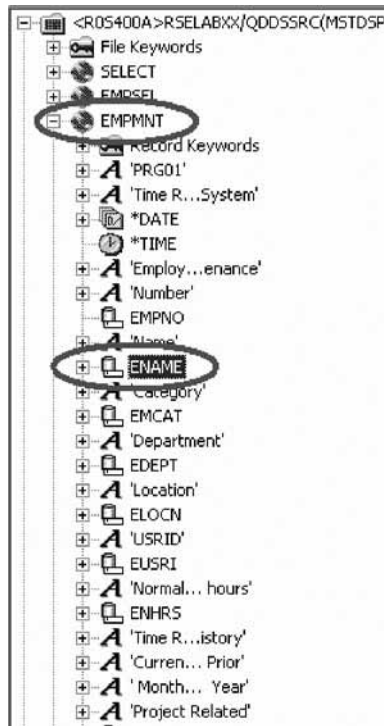 <R0S400A>RSELABXX/QDDSSRC(MSTDSP
File Keywords
SELECT
EMPSEL
EMPMNT
Record Keywords
'PRG01'
'Time R...System'
*DATE
*TIME
'Employ...enance'
'Number'
EMPNO
'Name'
ENAME
'Category'
EMCAT
'Department'
EDEPT
'Location'
ELOCN
'USRID'
EUSRI
'Normal... hours'
ENHRS
'Time R...istory'
'Curren... Prior'
' Month... Year'
'Project Related'